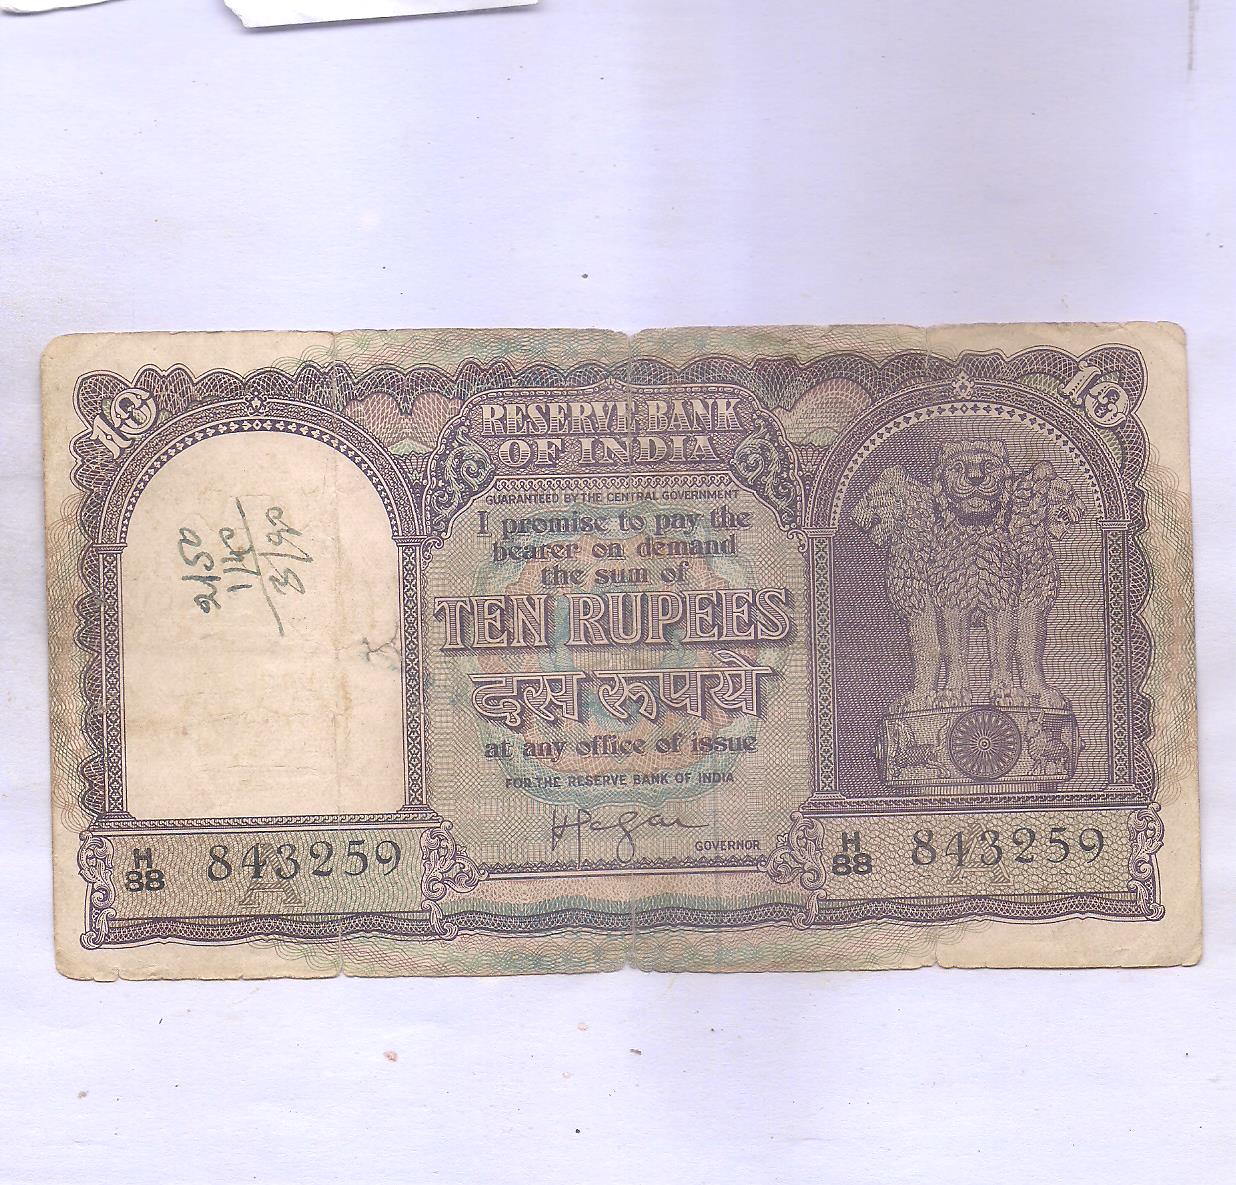 10
10
RESERVE BANK
OF INDIA
GUARANTEED BY THE CENTRAL GOVERNMENT
I promise to pay the
bearer on demand
the sum of
TEN RUPEES
दस रूपये
at any office of issue
FOR THE RESERVE BANK OF INDIA
GOVERNOR
H
88 843259
A
H
88 843259
A
2150